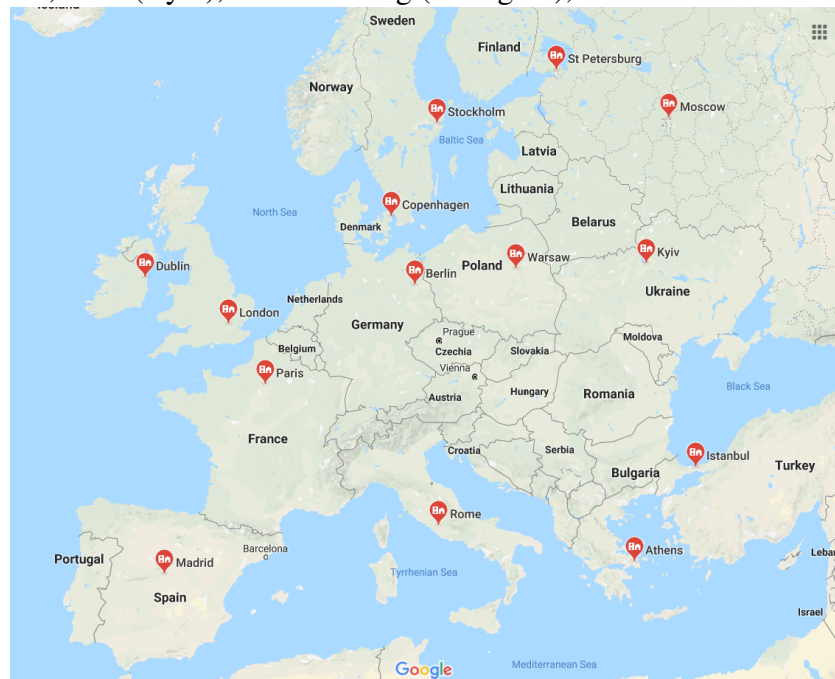 Sweden
Finland
St Petersburg
Norway
Stockholm
Moscow
Baltic Sea
Latvia
Lithuania
Copenhagen
North Sea
Denmark
Belarus
Dublin
Berlin
Poland
Warsaw
Kyiv
Ukraine
London
Netherlands
Germany
Prague
Moldova
Belgium
Czechia
Slovakia
Paris
Vienna
Black Sea
Austria
Hungary
Romania
France
Croatia
Serbia
Istanbul
Bulgaria
Turkey
Rome
Portugal
Madrid
Barcelona
Athens
Leba
Tyrrhenian Sea
Spain
Israel
Google
Mediterranean Sea